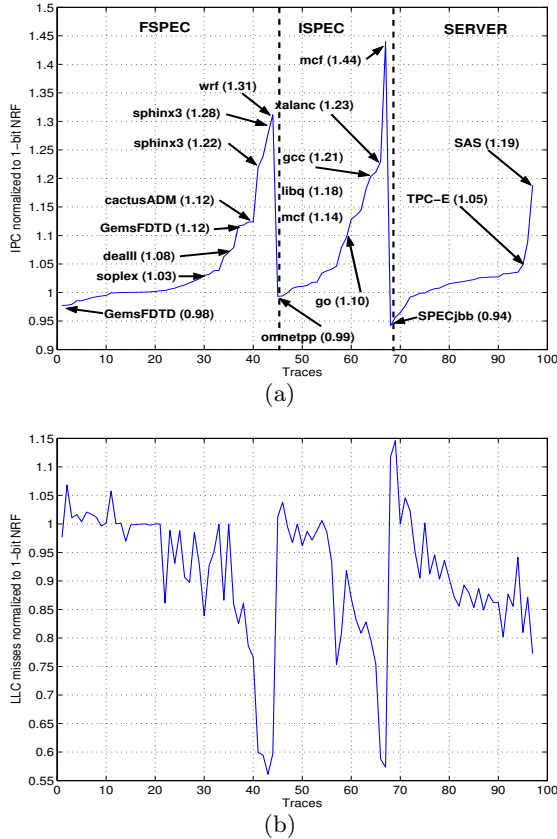 1.5
1.45
1.4
1.35
1.3
1.25
1.2
1.15
1.1
1.05
1
0.95
0.9
IPC normalized to 1-bit NRF
FSPEC
ISPEC
SERVER
mcf (1.44)
wrf (1.31)
sphinx3 (1.28)
xalanc (1.23)
sphinx3 (1.22)
gcc (1.21)
SAS (1.19)
libq (1.18)
cactusADM (1.12)
mcf (1.14)
TPC-E (1.05)
GemsFDTD (1.12)
dealII (1.08)
soplex (1.03)
go (1.10)
GemsFDTD (0.98)
omnetpp (0.99)
SPECjbb (0.94)
0 10 20 30 40 50 60 70 80 90 100
Traces
(a)
1.15
1.1
1.05
1
0.95
0.9
0.85
0.8
0.75
0.7
0.65
0.6
0.55
LLC misses normalized to 1-bit NRF
0 10 20 30 40 50 60 70 80 90 100
Traces
(b)